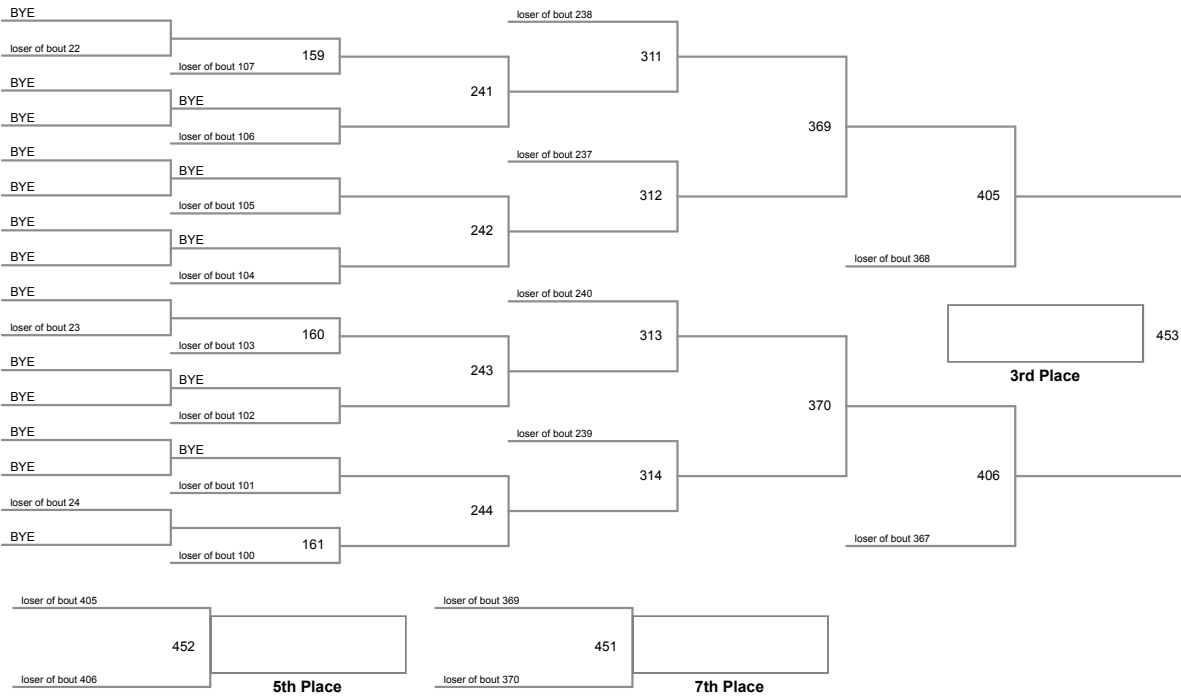 BYE
loser of bout 238
loser of bout 22
159
311
loser of bout 107
BYE
241
BYE
BYE
369
loser of bout 106
BYE
loser of bout 237
BYE
BYE
312
405
loser of bout 105
BYE
242
BYE
BYE
loser of bout 368
loser of bout 104
BYE
loser of bout 240
loser of bout 23
160
313
453
loser of bout 103
BYE
243
3rd Place
BYE
BYE
370
loser of bout 102
BYE
loser of bout 239
BYE
BYE
314
406
loser of bout 101
loser of bout 24
244
BYE
161
loser of bout 367
loser of bout 100
loser of bout 405
loser of bout 369
452
451
loser of bout 406
5th Place
loser of bout 370
7th Place